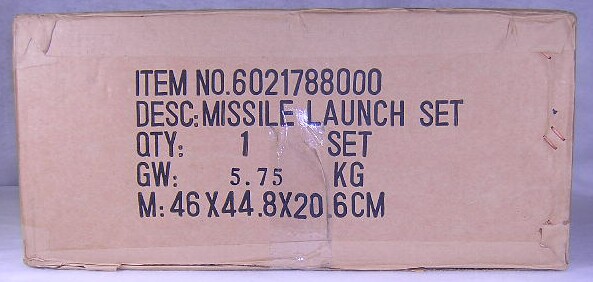 ITEM NO.6021788000
DESC:MISSILE LAUNCH SET
QTY: 1 SET
GW: 5.75 KG
M: 46X44.8X20.6CM